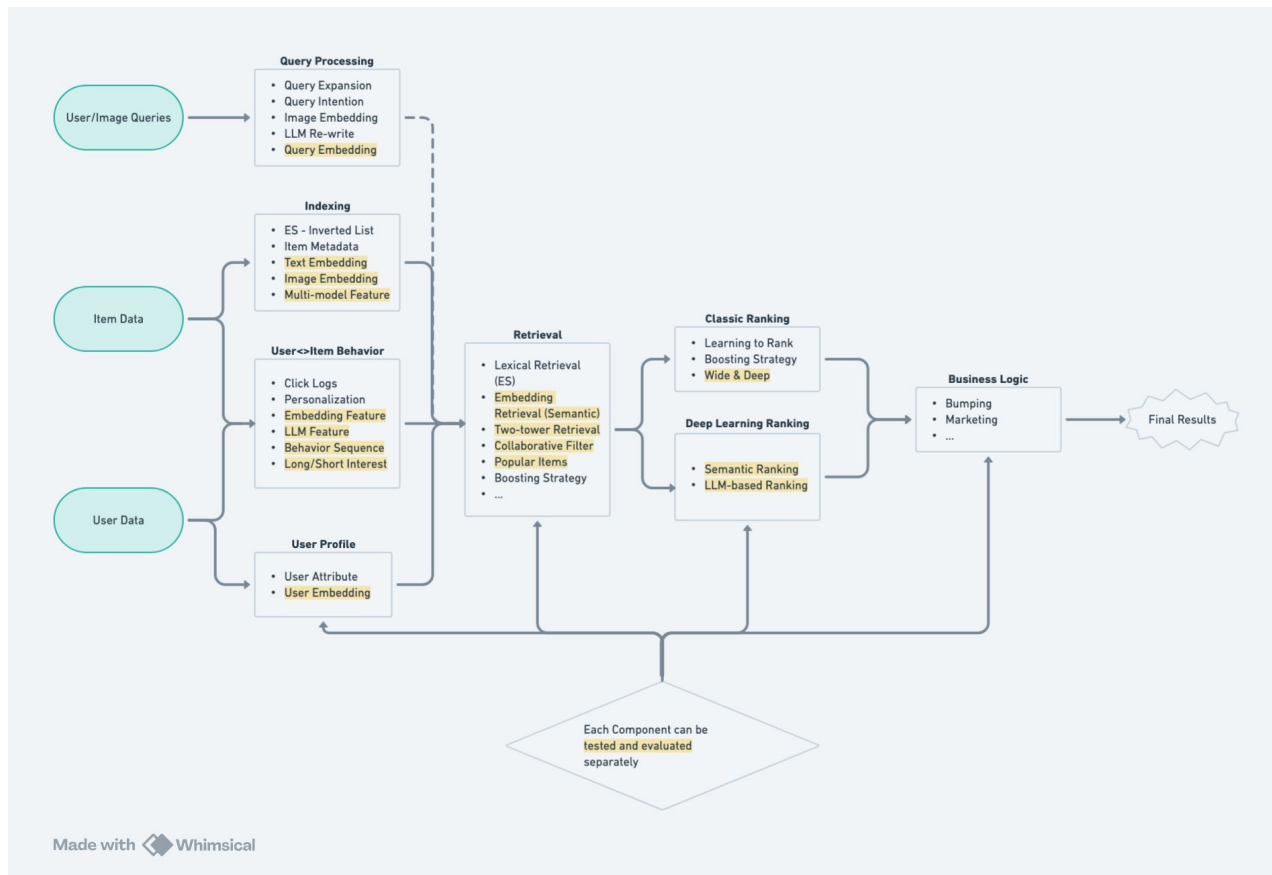 Query Processing
User/Image Queries
• Query Expansion
• Query Intention
• Image Embedding
• LLM Re-write
• Query Embedding
Indexing
• ES - Inverted List
• Item Metadata
• Text Embedding
• Image Embedding
• Multi-model Feature
Item Data
User<>Item Behavior
• Click Logs
• Personalization
• Embedding Feature
• LLM Feature
• Behavior Sequence
• Long/Short Interest
User Data
User Profile
• User Attribute
• User Embedding
Retrieval
• Lexical Retrieval
(ES)
• Embedding
Retrieval (Semantic)
• Two-tower Retrieval
• Collaborative Filter
• Popular Items
• Boosting Strategy
• ...
Classic Ranking
• Learning to Rank
• Boosting Strategy
• Wide & Deep
Deep Learning Ranking
• Semantic Ranking
• LLM-based Ranking
Business Logic
• Bumping
• Marketing
• ...
Final Results
Each Component can be
tested and evaluated
separately
Made with Whimsical